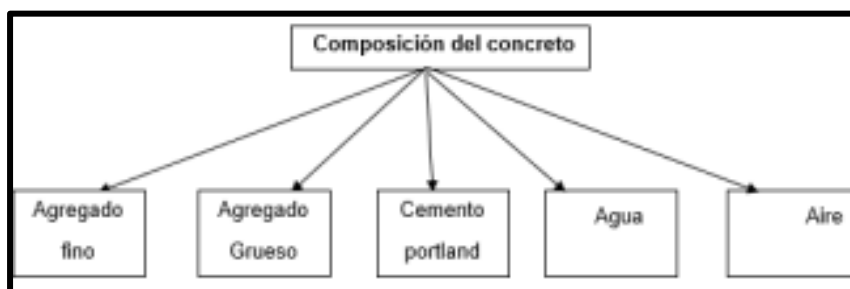 Composición del concreto
Agregado
fino
Agregado
Grueso
Cemento
portland
Agua
Aire